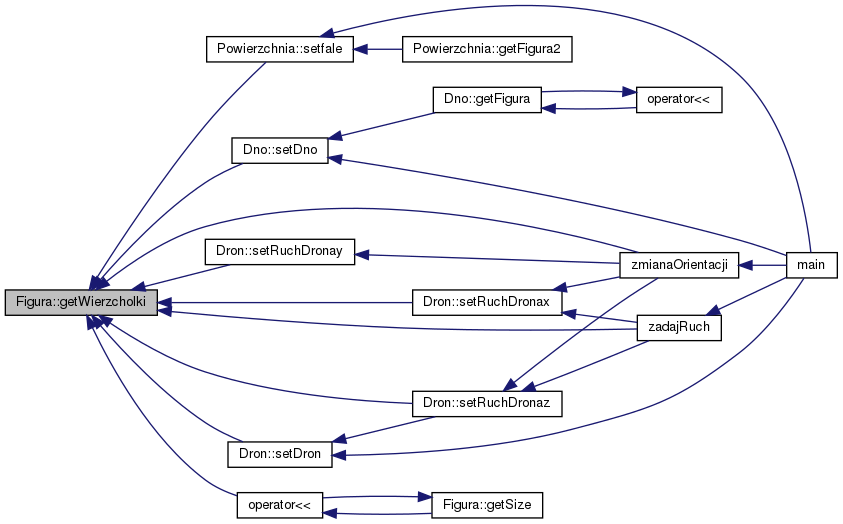 Powierzchnia::setfale
Powierzchnia::getFigura2
Dno::getFigura
operator<<
Dno::setDno
Dron::setRuchDronay
zmianaOrientacji
main
Figura::getWierzcholki
Dron::setRuchDronax
zadajRuch
Dron::setRuchDronaz
Dron::setDron
operator<<
Figura::getSize